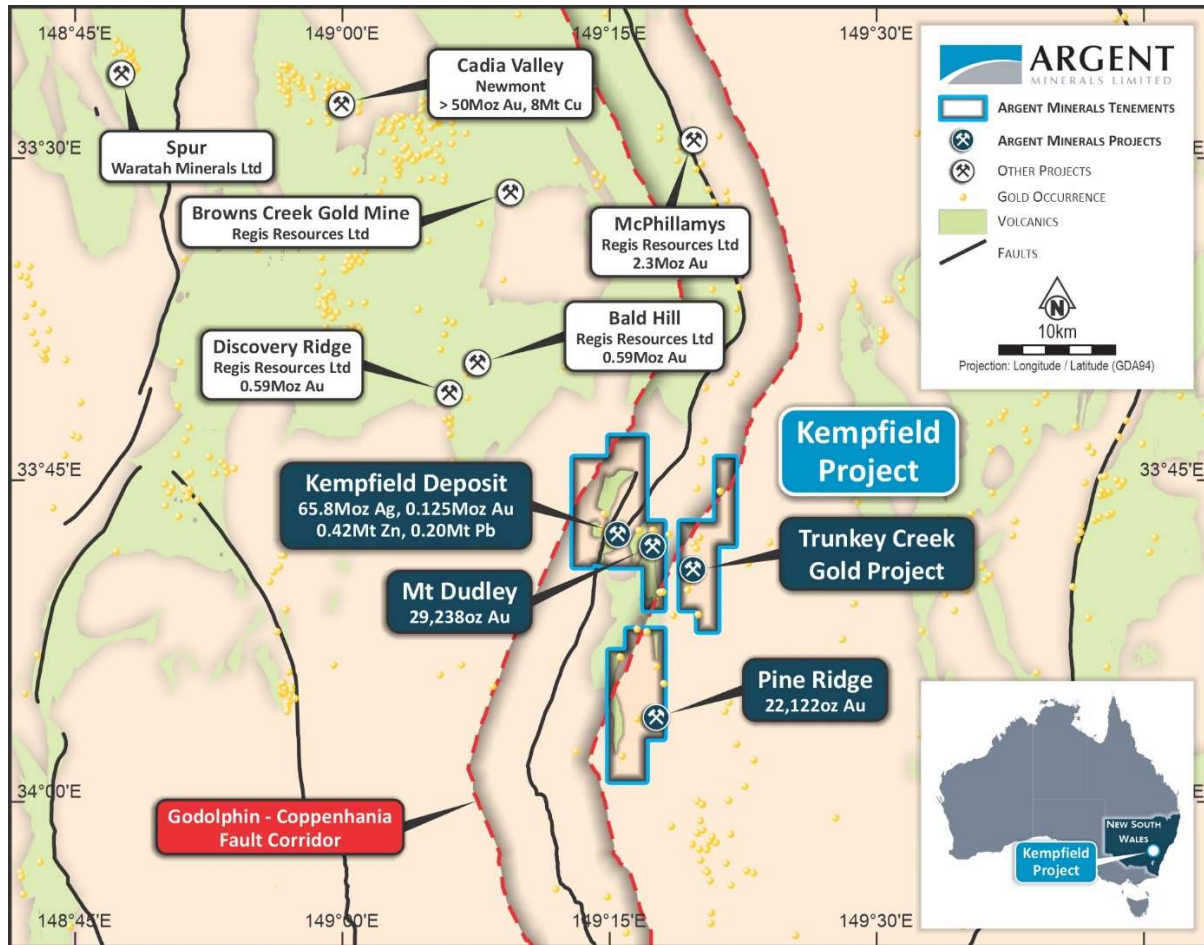 148°45'E
149°00'E
149°15'E
149°30'E
ARGENT
MINERALS LIMITED
ARGENT MINERALS TENEMENTS
ARGENT MINERALS PROJECTS
OTHER PROJECTS
GOLD OCCURRENCE
VOLCANICS
FAULTS
N
10km
Projection: Longitude / Latitude (GDA94)
Cadia Valley
Newmont
> 50Moz Au, 8Mt Cu
33°30'E
Spur
Waratah Minerals Ltd
Browns Creek Gold Mine
Regis Resources Ltd
McPhillamys
Regis Resources Ltd
2.3Moz Au
Bald Hill
Regis Resources Ltd
0.59Moz Au
Discovery Ridge
Regis Resources Ltd
0.59Moz Au
Kempfield
Project
33°45'E
33°45'E
Kempfield Deposit
65.8Moz Ag, 0.125Moz Au
0.42Mt Zn, 0.20Mt Pb
Trunkey Creek
Gold Project
Mt Dudley
29,238oz Au
Pine Ridge
22,122oz Au
34°00'E
Godolphin - Coppenhania
Fault Corridor
NEW SOUTH
WALES
Kempfield
Project
148°45'E
149°00'E
149°15'E
149°30'E